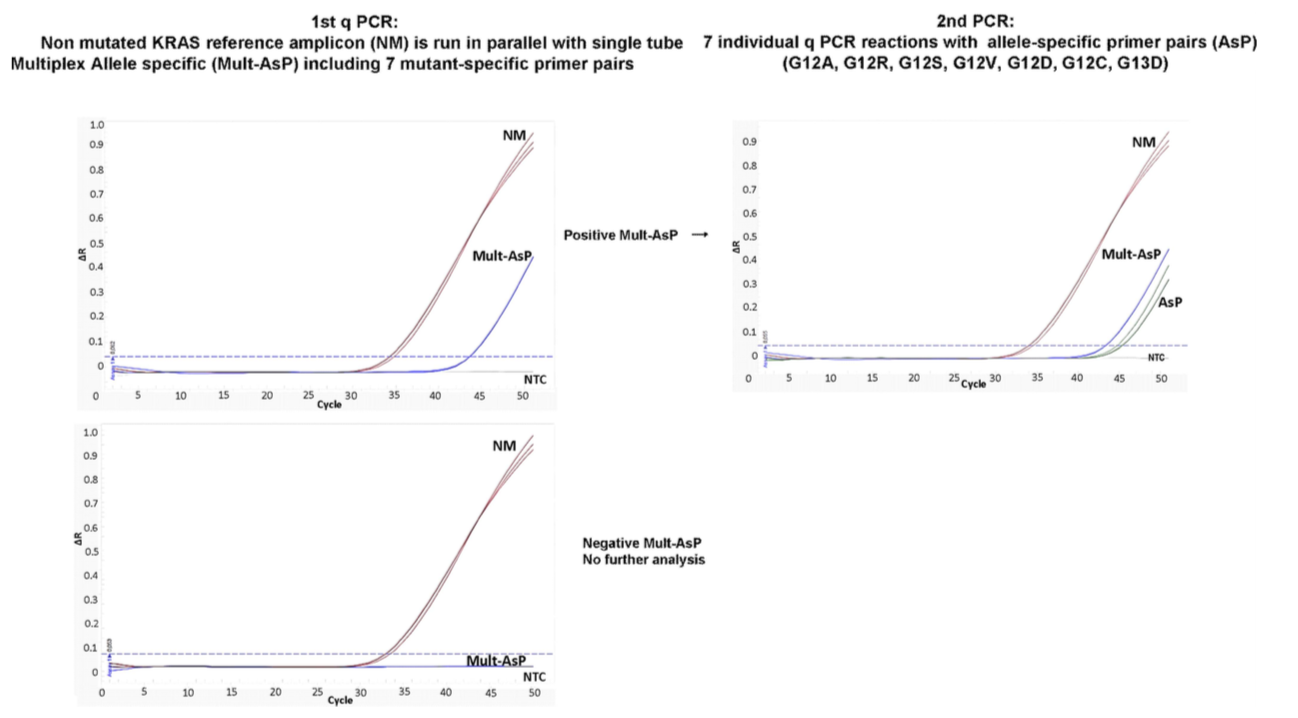 1st q PCR:
Non mutated KRAS reference amplicon (NM) is run in parallel with single tube
Multiplex Allele specific (Mult-AsP) including 7 mutant-specific primer pairs
2nd PCR:
7 individual q PCR reactions with allele-specific primer pairs (AsP)
(G12A, G12R, G12S, G12V, G12D, G12C, G13D)
1.0
0.9
0.8
0.7
0.6
0.5
0.4
0.3
0.2
0.1
0
ΔR
NM
Mult-AsP
NTC
0 5 10 15 20 25 30 35 40 45 50
Cycle
Positive Mult-AsP →
0.9
0.8
0.7
0.6
0.5
0.4
0.3
0.2
0.1
0
ΔR
NM
Mult-AsP
AsP
NTC
0 5 10 15 20 25 30 35 40 45 50
Cycle
1.0
0.9
0.8
0.7
0.6
0.5
0.4
0.3
0.2
0.1
0
ΔR
NM
Mult-AsP
NTC
0 5 10 15 20 25 30 35 40 45 50
Cycle
Negative Mult-AsP
No further analysis